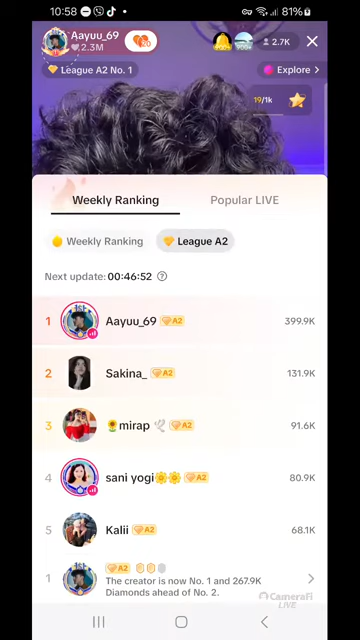 10:58
81%
Aayuu_69
2.3M
20
2.7K
League A2 No. 1
Explore
19/1k
Weekly Ranking
Popular LIVE
Weekly Ranking
League A2
Next update: 00:46:52
1 Aayuu_69 A2 399.9K
2 Sakina_ A2 131.9K
3 🌻mirap 🕊 A2 91.6K
4 sani yogi🌼🌼 A2 80.9K
5 Kalii A2 68.1K
1 A2
The creator is now No. 1 and 267.9K
Diamonds ahead of No. 2.
CameraFi
LIVE